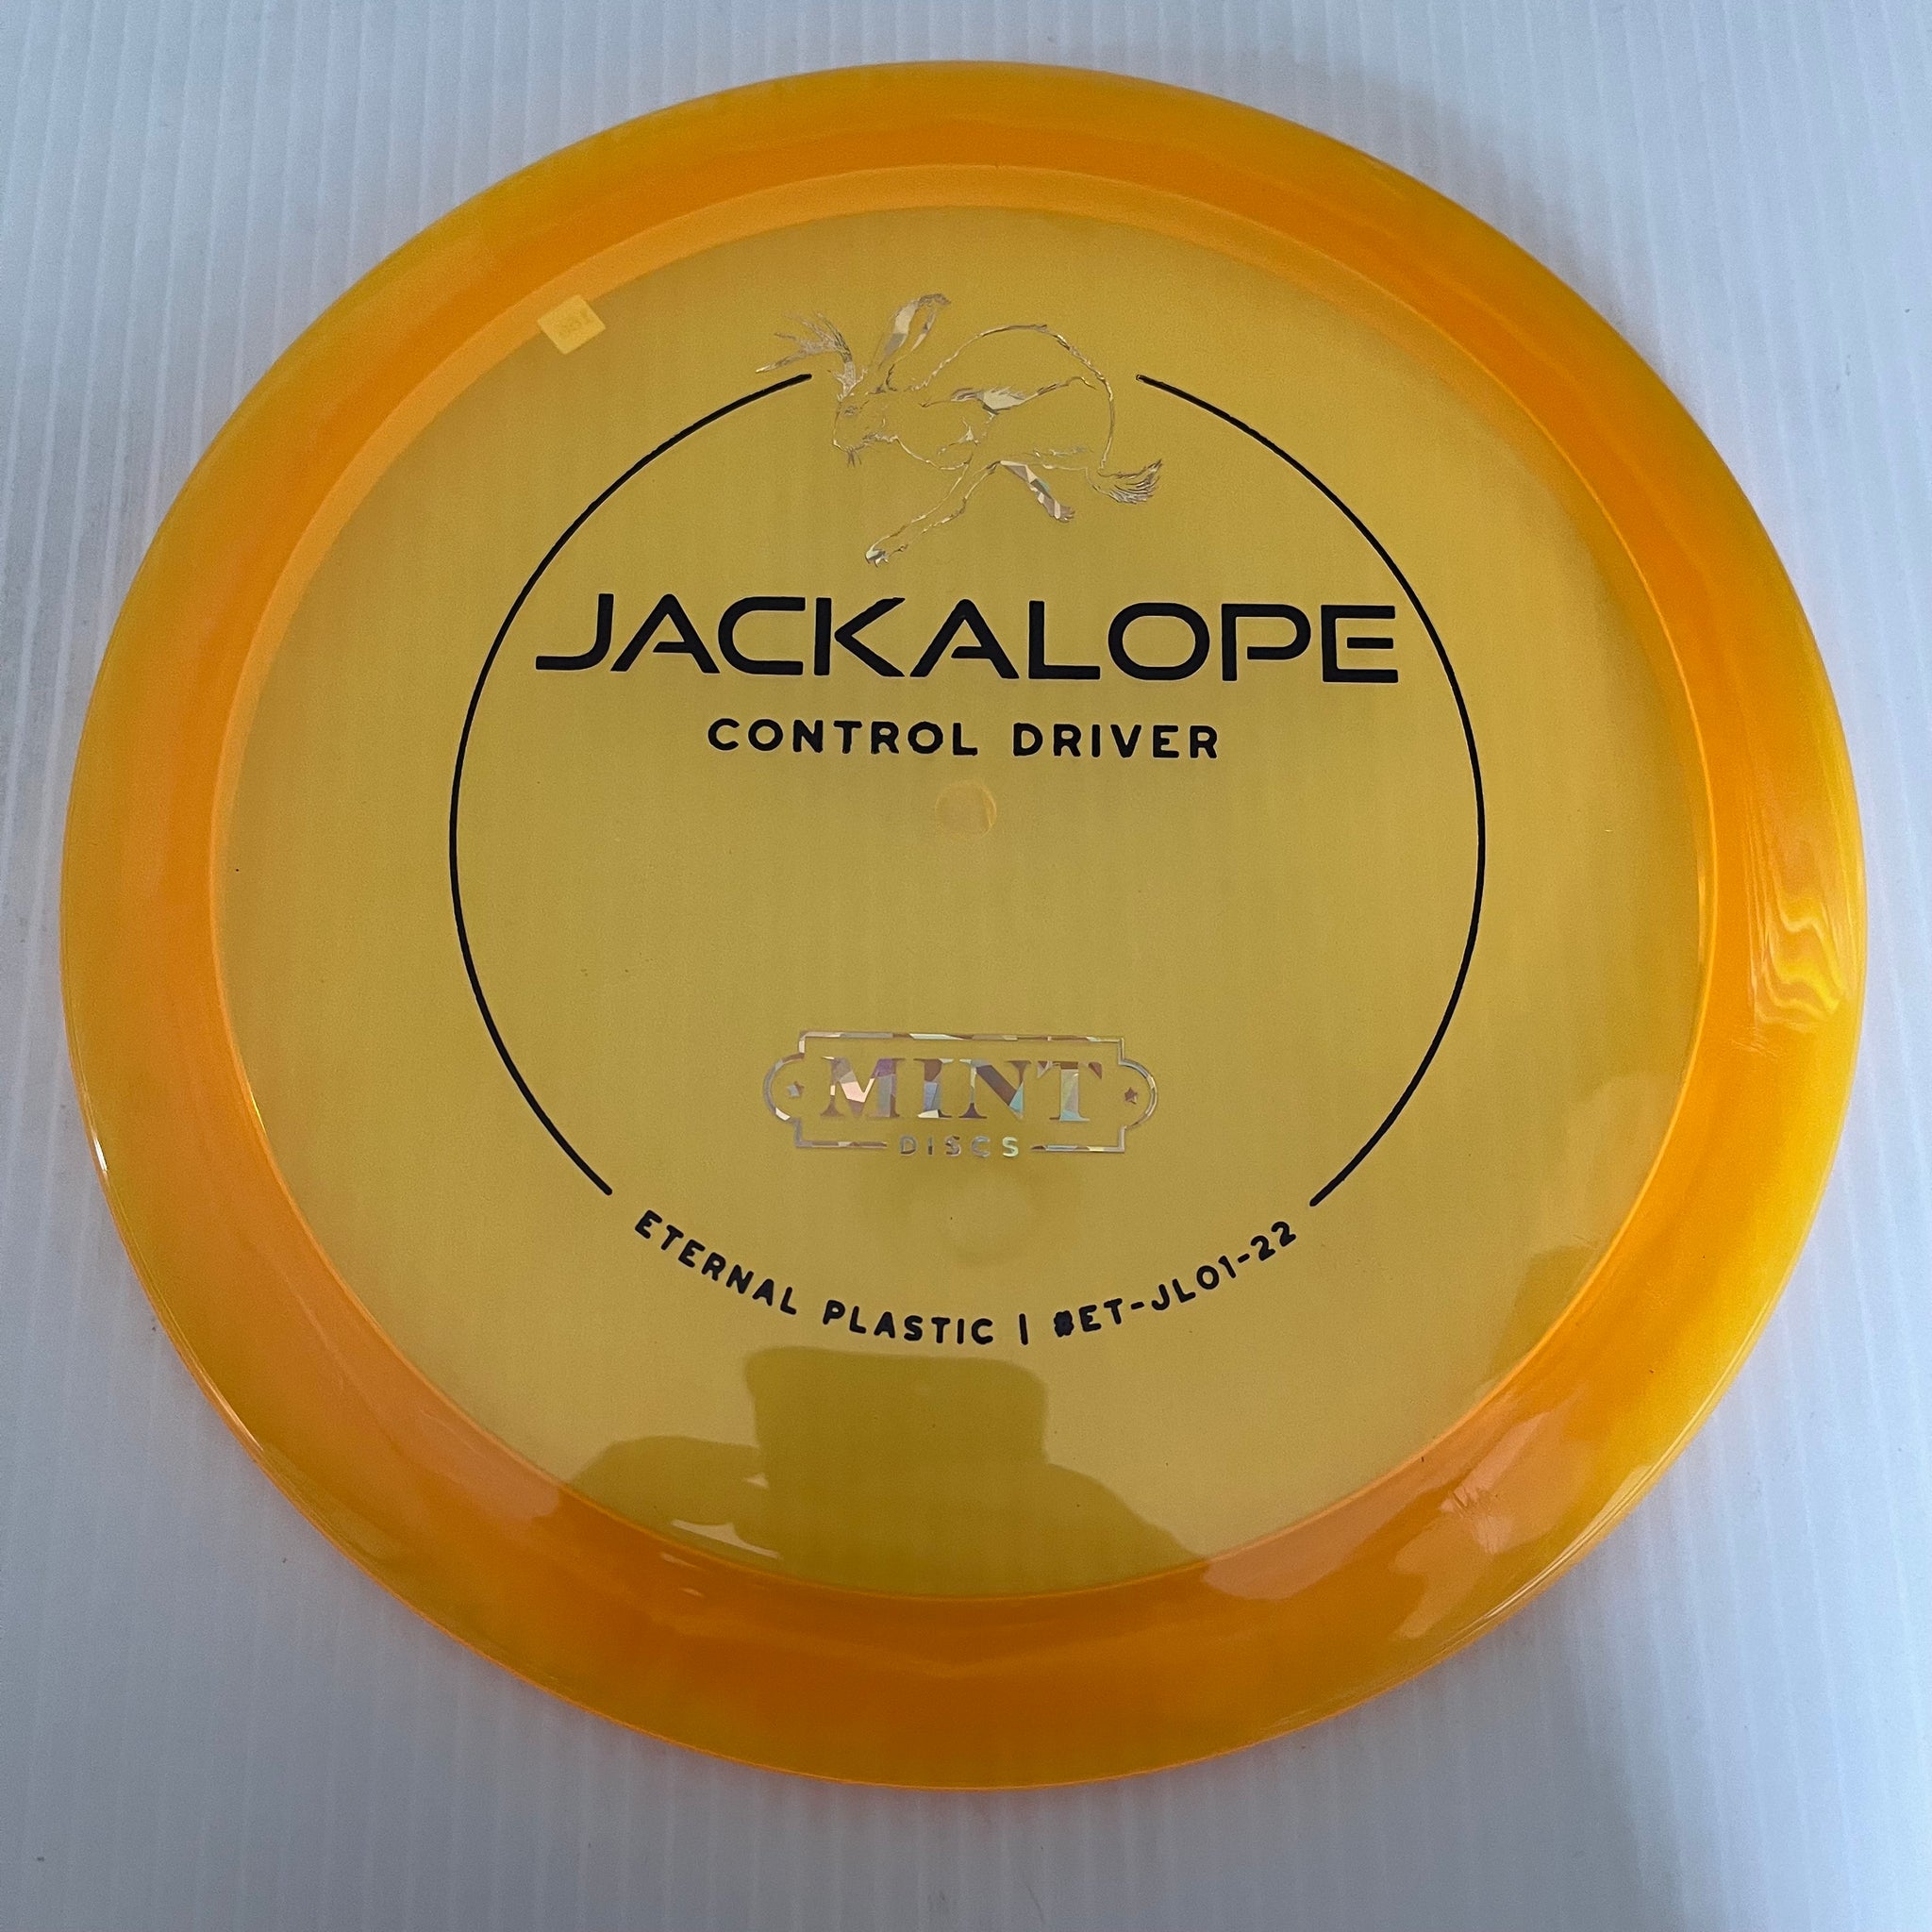 JACKALOPE
CONTROL DRIVER
MINT
DISCS
ETERNAL PLASTIC | #ET-JL01-22